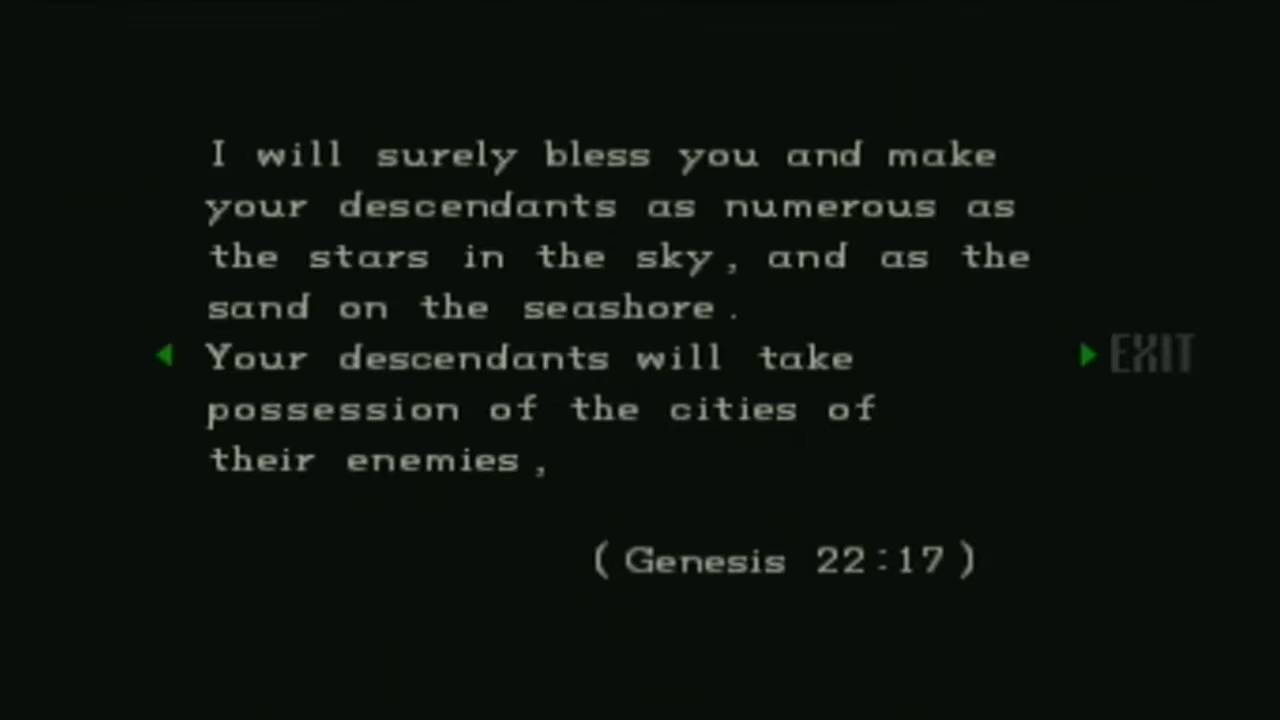 I will surely bless you and make
your descendants as numerous as
the stars in the sky, and as the
sand on the seashore.
Your descendants will take
possession of the cities of
their enemies,
EXIT
(Genesis 22:17)